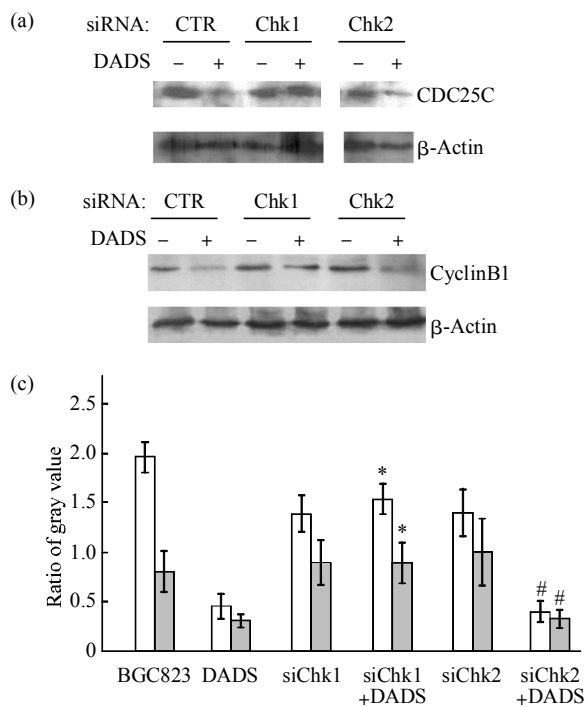 (a)
siRNA: CTR Chk1 Chk2
DADS − + − + − +
CDC25C
β-Actin
(b)
siRNA: CTR Chk1 Chk2
DADS − + − + − +
CyclinB1
β-Actin
(c)
Ratio of gray value
2.5
2.0
1.5
1.0
0.5
0
* *
# #
BGC823 DADS siChk1 siChk1 +DADS siChk2 siChk2 +DADS